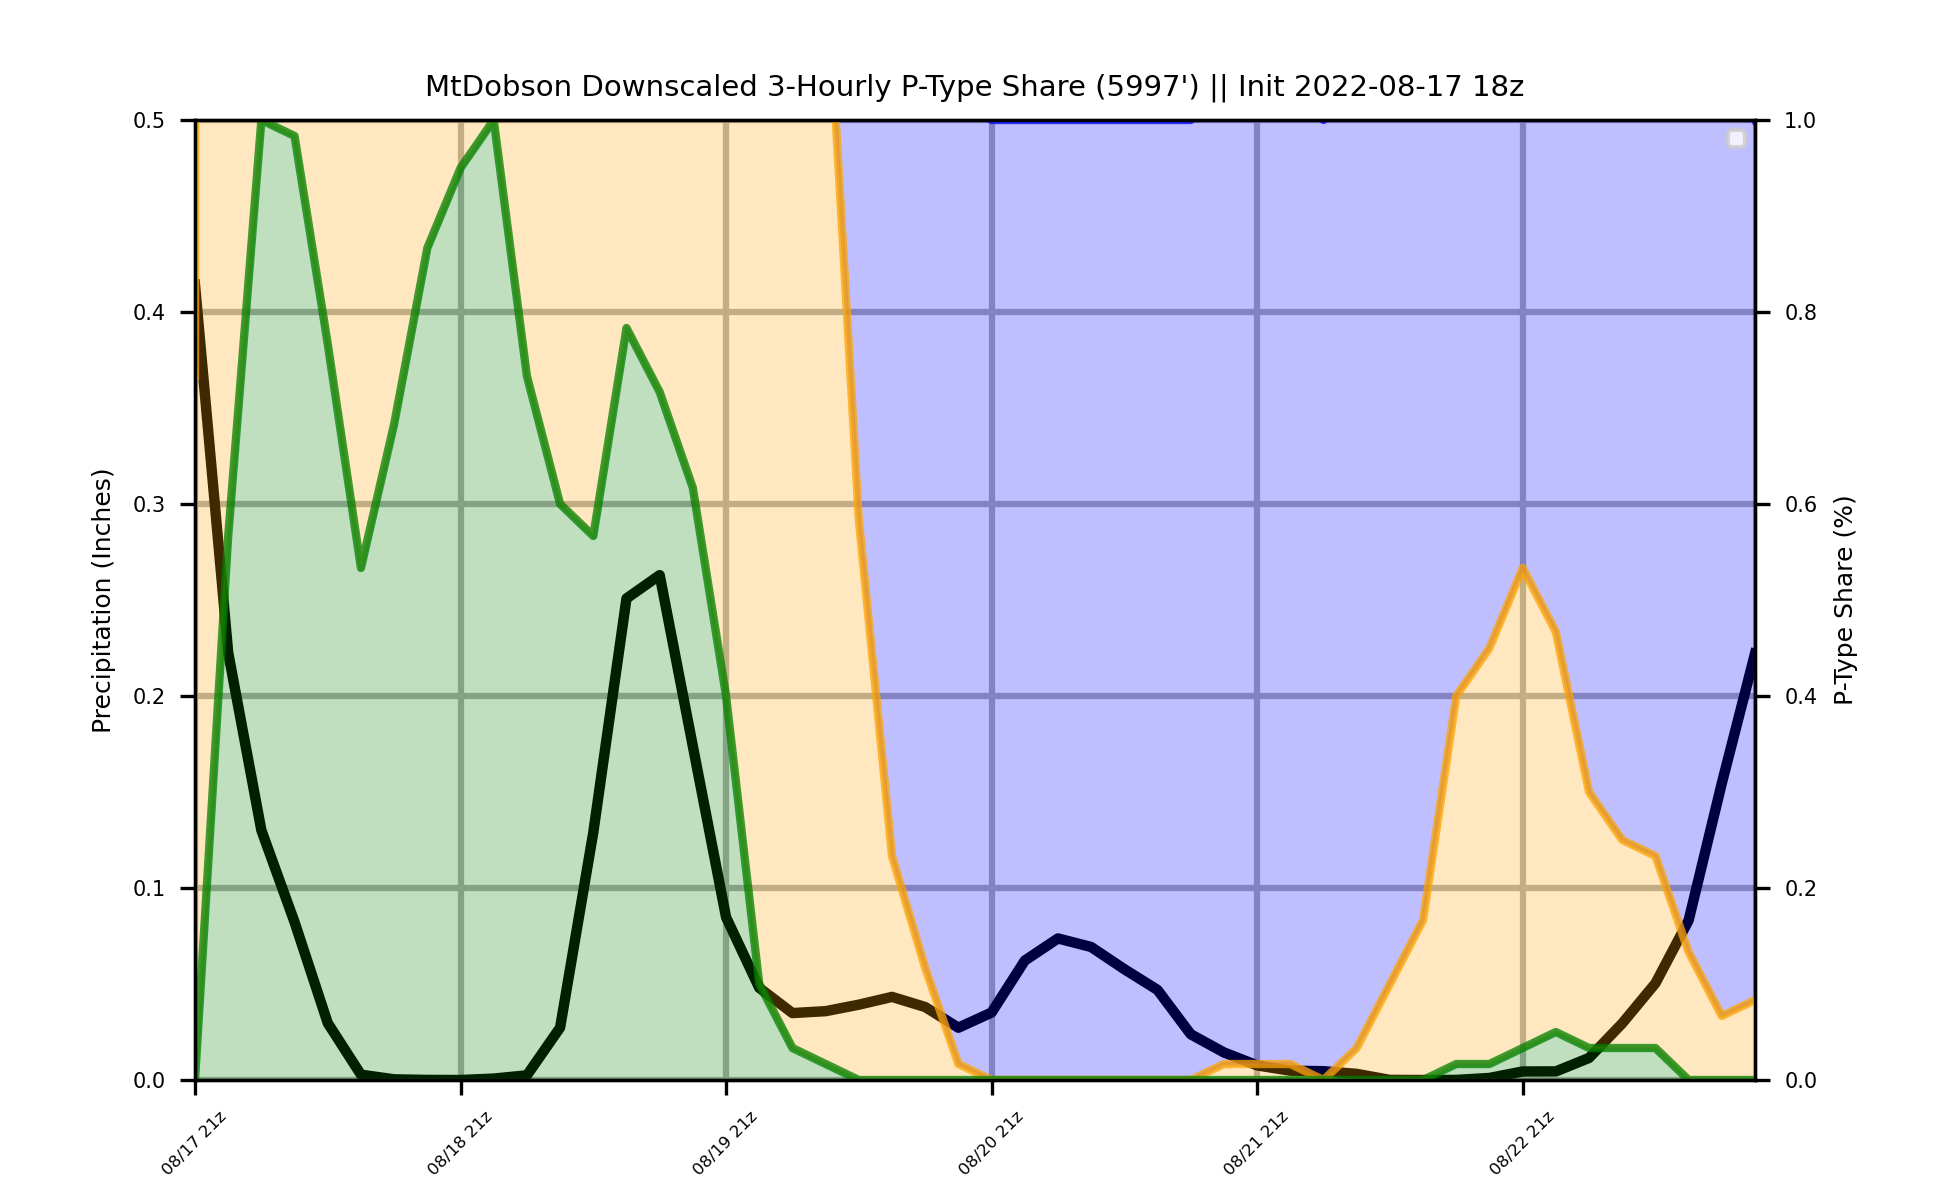 MtDobson Downscaled 3-Hourly P-Type Share (5997') || Init 2022-08-17 18z
0.5
0.4
0.3
0.2
0.1
0.0
Precipitation (Inches)
1.0
0.8
0.6
0.4
0.2
0.0
P-Type Share (%)
08/17 21z
08/18 21z
08/19 21z
08/20 21z
08/21 21z
08/22 21z